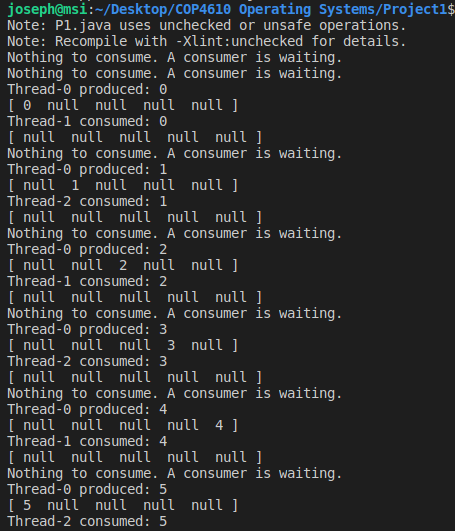 joseph@msi:~/Desktop/COP4610 Operating Systems/Project1$
Note: P1.java uses unchecked or unsafe operations.
Note: Recompile with -Xlint:unchecked for details.
Nothing to consume. A consumer is waiting.
Nothing to consume. A consumer is waiting.
Thread-0 produced: 0
[ 0  null  null  null  null ]
Thread-1 consumed: 0
[ null  null  null  null  null ]
Nothing to consume. A consumer is waiting.
Thread-0 produced: 1
[ null  1  null  null  null ]
Thread-2 consumed: 1
[ null  null  null  null  null ]
Nothing to consume. A consumer is waiting.
Thread-0 produced: 2
[ null  null  2  null  null ]
Thread-1 consumed: 2
[ null  null  null  null  null ]
Nothing to consume. A consumer is waiting.
Thread-0 produced: 3
[ null  null  null  3  null ]
Thread-2 consumed: 3
[ null  null  null  null  null ]
Nothing to consume. A consumer is waiting.
Thread-0 produced: 4
[ null  null  null  null  4 ]
Thread-1 consumed: 4
[ null  null  null  null  null ]
Nothing to consume. A consumer is waiting.
Thread-0 produced: 5
[ 5  null  null  null  null ]
Thread-2 consumed: 5